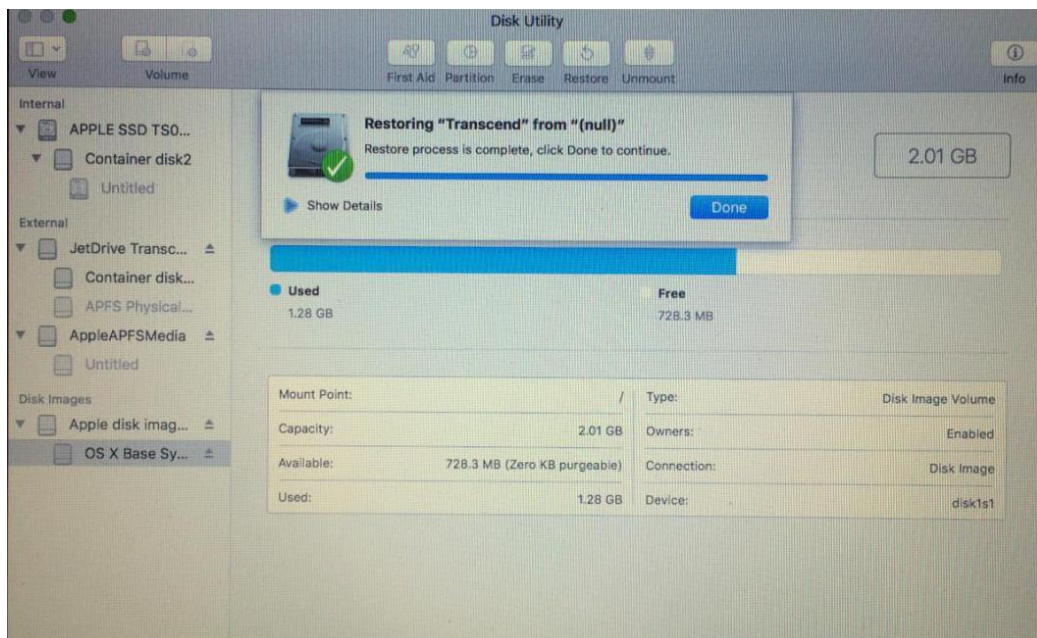 Disk Utility
View
Volume
First Aid
Partition
Erase
Restore
Unmount
Info
Internal
APPLE SSD TS0...
Container disk2
Untitled
External
JetDrive Transc...
Container disk...
APFS Physical...
AppleAPFSMedia
Untitled
Disk Images
Apple disk imag...
OS X Base Sy...
Restoring "Transcend" from "(null)"
Restore process is complete, click Done to continue.
Show Details
Done
2.01 GB
Used
1.28 GB
Free
728.3 MB
Mount Point: /
Capacity: 2.01 GB
Available: 728.3 MB (Zero KB purgeable)
Used: 1.28 GB
Type: Disk Image Volume
Owners: Enabled
Connection: Disk Image
Device: disk1s1